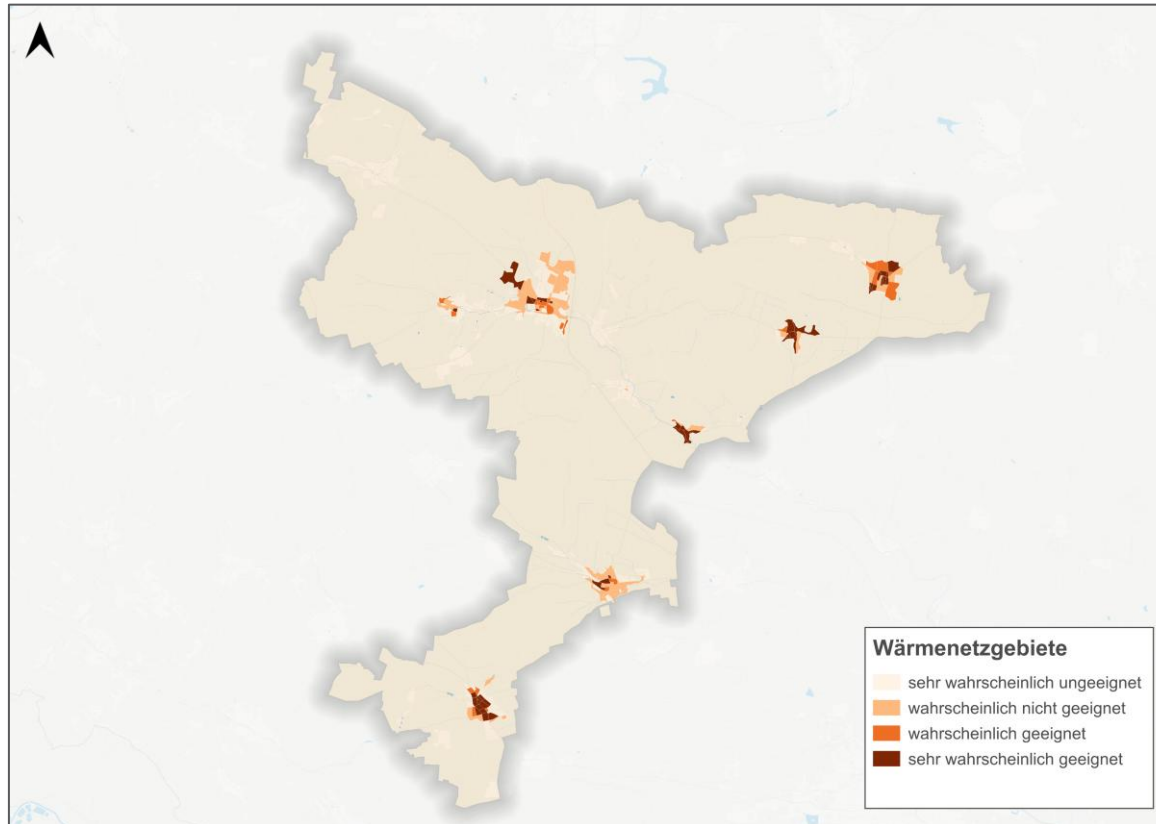 Wärmenetzgebiete
sehr wahrscheinlich ungeeignet
wahrscheinlich nicht geeignet
wahrscheinlich geeignet
sehr wahrscheinlich geeignet